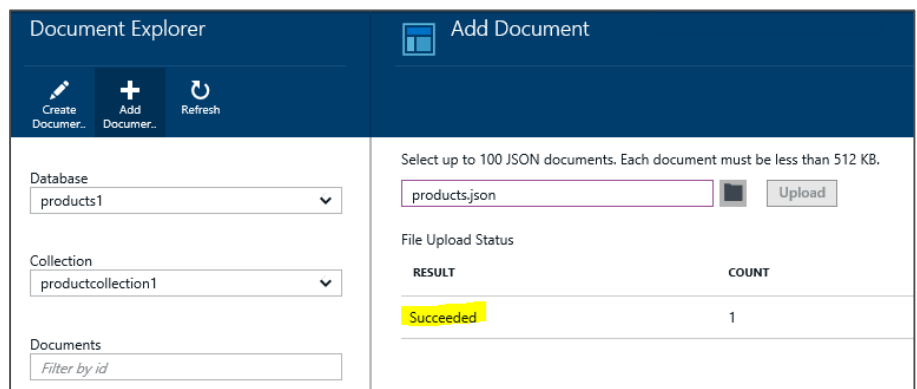 Document Explorer
Create
Documer..
Add
Documer..
Refresh
Database
products1
Collection
productcollection1
Documents
Filter by id
Add Document
Select up to 100 JSON documents. Each document must be less than 512 KB.
products.json
Upload
File Upload Status
RESULT COUNT
Succeeded 1